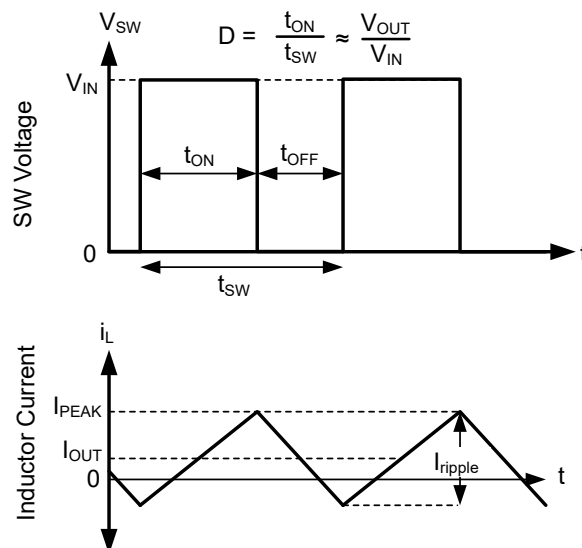 V_SW
D = t_ON / t_SW ≈ V_OUT / V_IN
V_IN
SW Voltage
t_ON
t_OFF
0
t
t_SW
i_L
Inductor Current
I_PEAK
I_OUT
0
I_ripple
t